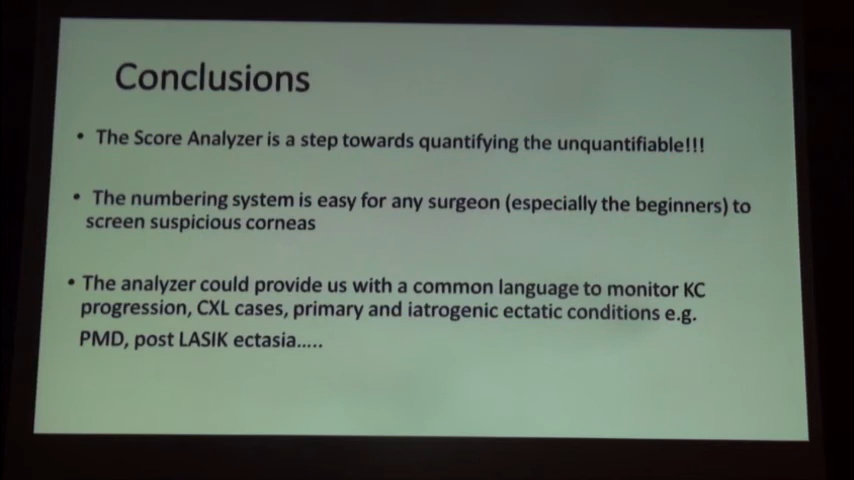 Conclusions
• The Score Analyzer is a step towards quantifying the unquantifiable!!!
• The numbering system is easy for any surgeon (especially the beginners) to
screen suspicious corneas
• The analyzer could provide us with a common language to monitor KC
progression, CXL cases, primary and iatrogenic ectatic conditions e.g.
PMD, post LASIK ectasia.....